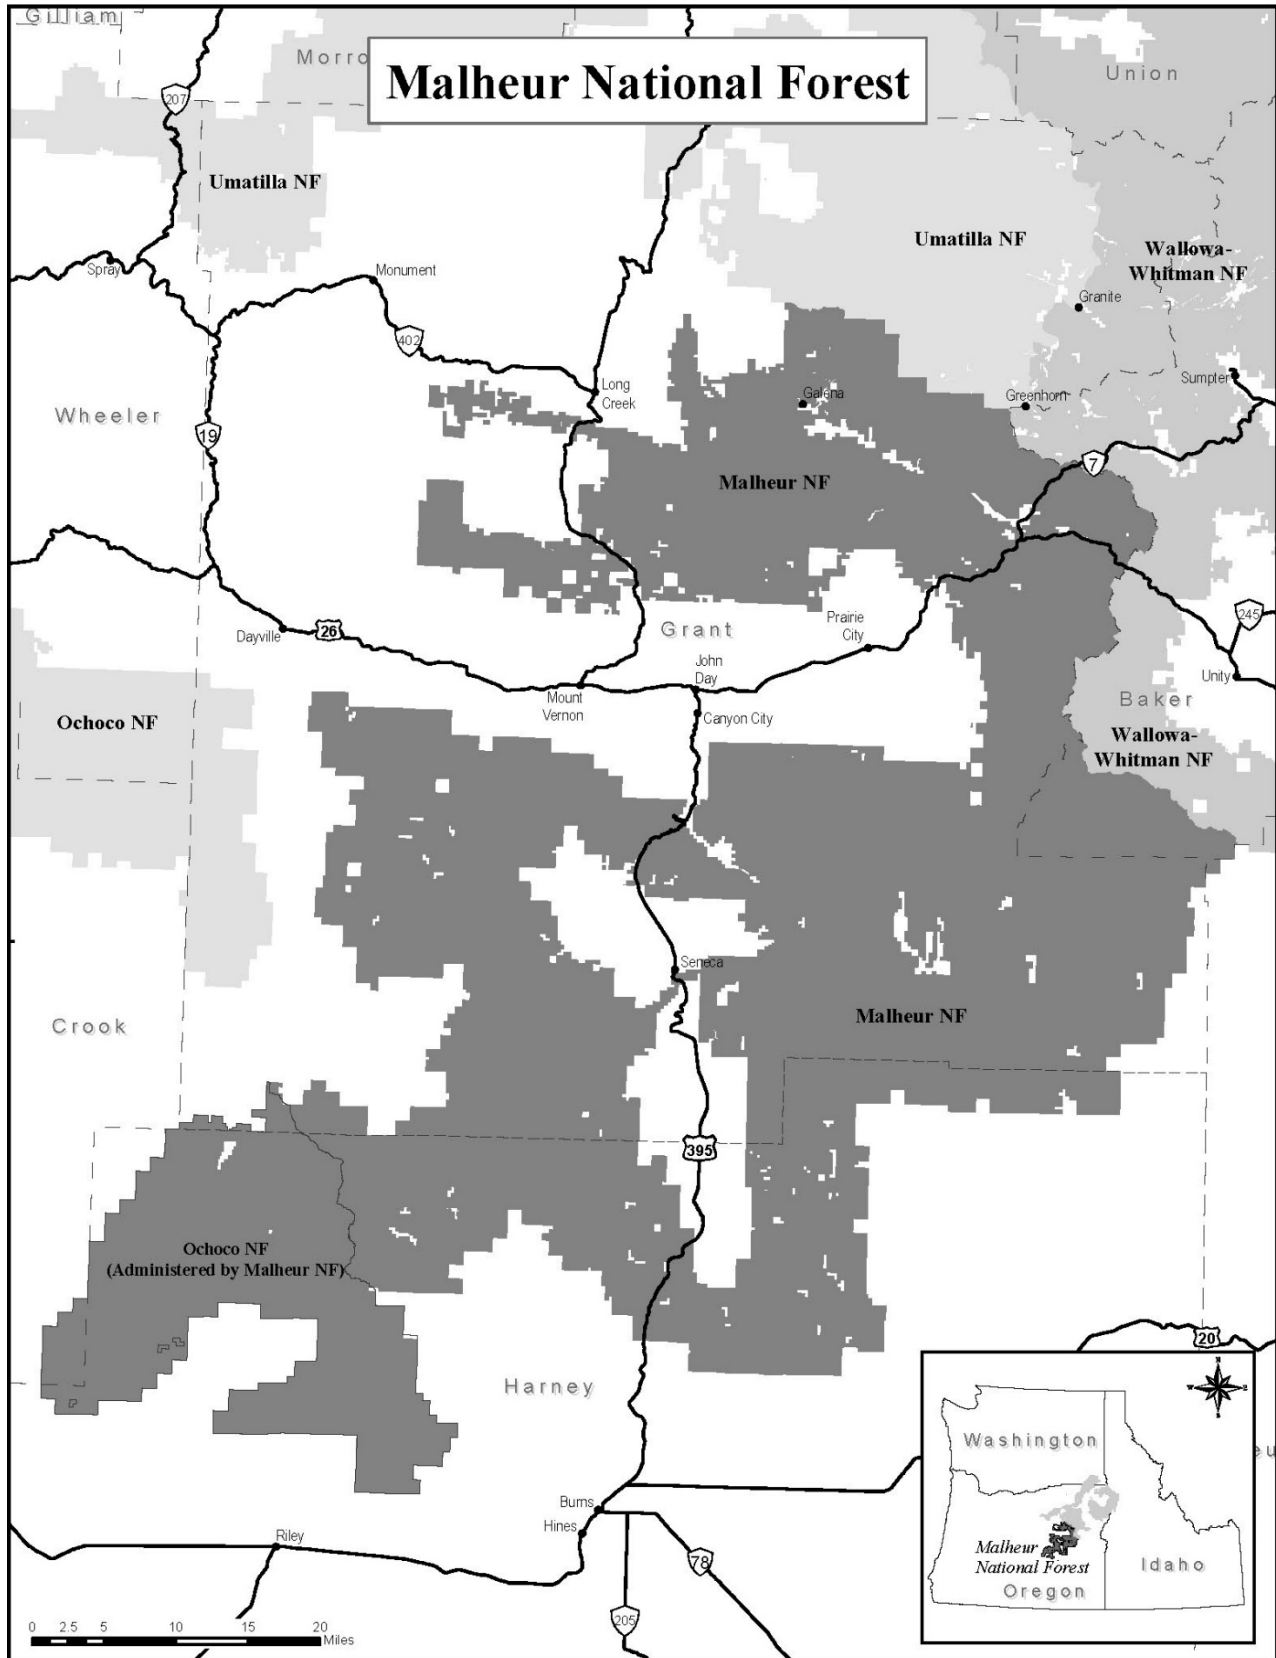 Gilliam
Morro
Malheur National Forest
Union
207
Umatilla NF
Umatilla NF
Wallowa-
Whitman NF
Spray
Monument
Granite
402
Long
Creek
Sumpter
Galena
Greenhorn
Wheeler
19
7
Malheur NF
245
Dayville
26
Grant
Prairie
City
John
Day
Unity
Mount
Vernon
Baker
Canyon City
Ochoco NF
Wallowa-
Whitman NF
Seneca
Malheur NF
Crook
395
Ochoco NF
(Administered by Malheur NF)
20
Harney
N
W
E
S
Washington
eu
Burns
Hines
Riley
78
Malheur
National Forest
Idaho
Oregon
205
0 2.5 5 10 15 20
Miles